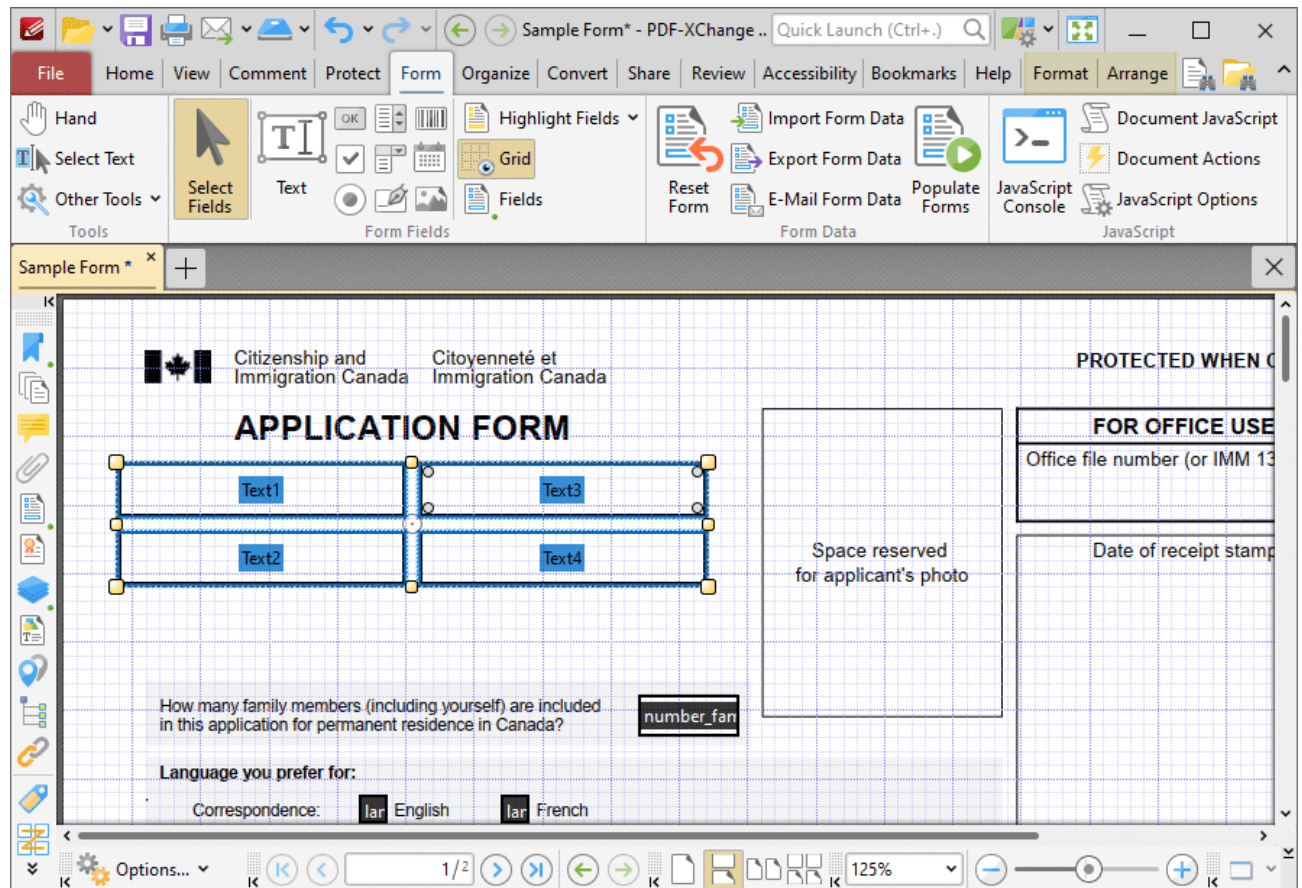 Sample Form* - PDF-XChange ..
Quick Launch (Ctrl+.)
File Home View Comment Protect Form Organize Convert Share Review Accessibility Bookmarks Help Format Arrange
Hand
Select Text
Other Tools
Tools
Select Fields
Text
OK
Highlight Fields
Grid
Fields
Form Fields
Reset Form
Import Form Data
Export Form Data
E-Mail Form Data
Populate Forms
Form Data
JavaScript Console
Document JavaScript
Document Actions
JavaScript Options
JavaScript
Sample Form *
Citizenship and
Immigration Canada
Citoyenneté et
Immigration Canada
PROTECTED WHEN
APPLICATION FORM
FOR OFFICE USE
Office file number (or IMM 13
Text1
Text3
Text2
Text4
Space reserved
for applicant's photo
Date of receipt stamp
How many family members (including yourself) are included
in this application for permanent residence in Canada?
number_fam
Language you prefer for:
Correspondence:
lar English
lar French
Options...
1/2
125%